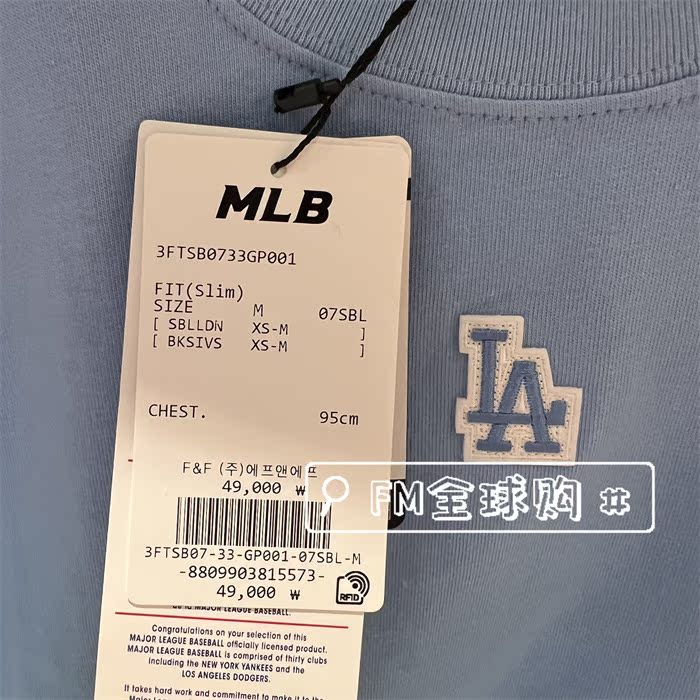 MLB
3FTSB0733GP001
FIT(Slim)
SIZE M 07SBL
[ SBLLDN XS-M ]
[ BKSIVS XS-M ]
CHEST. 95cm
F&F (주)에프앤에프
49,000 ₩
FM全球购 #
3FTSB07-33-GP001-07SBL-M
-8809903815573-
49,000 ₩
RFID
MAJOR LEAGUE BASEBALL.
Congratulations on your selection of this
MAJOR LEAGUE BASEBALL officially licensed product.
MAJOR LEAGUE BASEBALL is comprised of thirty clubs
including the NEW YORK YANKEES and the
LOS ANGELES DODGERS.
It takes hard work and commitment to make it to the
LA